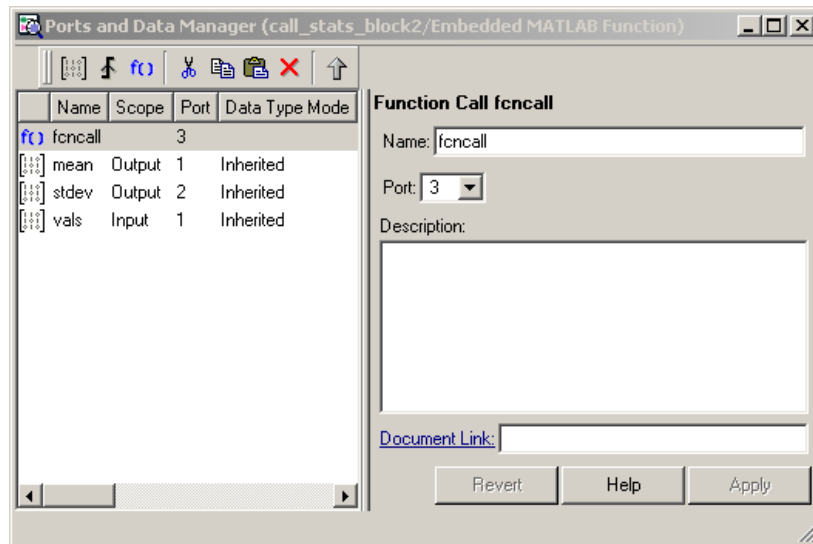 Ports and Data Manager (call_stats_block2/Embedded MATLAB Function)
f()
Name Scope Port Data Type Mode
f() fcncall 3
mean Output 1 Inherited
stdev Output 2 Inherited
vals Input 1 Inherited
Function Call fcncall
Name: fcncall
Port: 3
Description:
Document Link:
Revert Help Apply